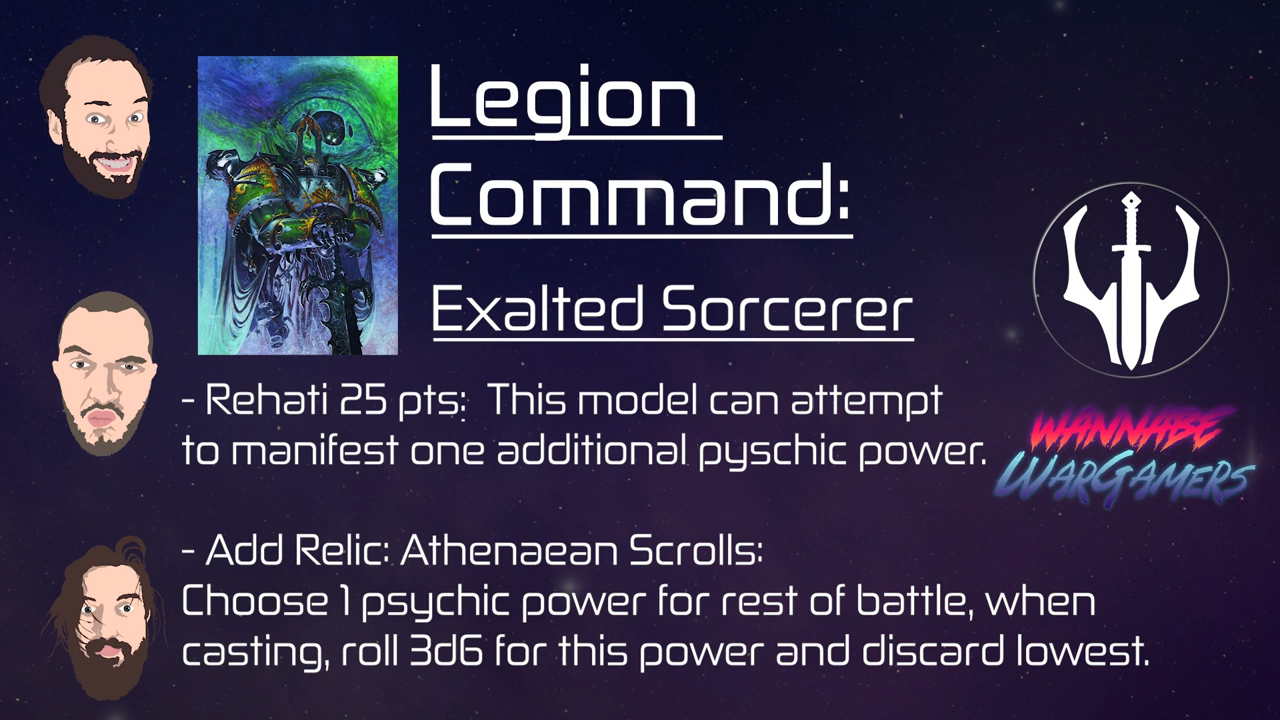 Legion
Command:
Exalted Sorcerer
- Rehati 25 pts:  This model can attempt
to manifest one additional pyschic power.
WANNABE
WARGAMERS
- Add Relic: Athenaean Scrolls:
Choose 1 psychic power for rest of battle, when
casting, roll 3d6 for this power and discard lowest.